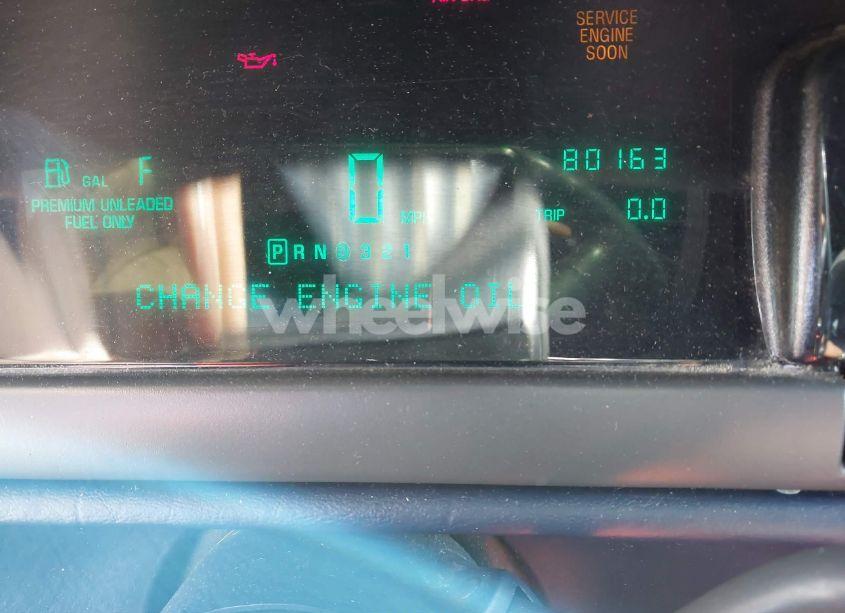 SERVICE
ENGINE
SOON
GAL F
PREMIUM UNLEADED
FUEL ONLY
0
80163
TRIP 0.0
P R N D 3 2 1
CHANGE ENGINE OIL
wheelwise